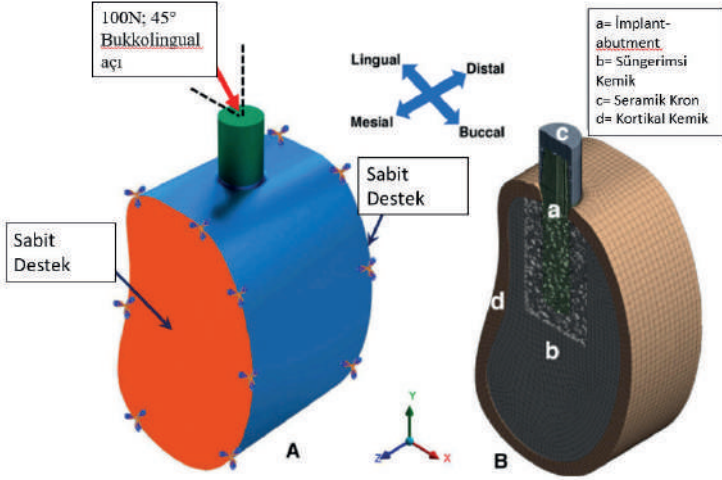 100N; 45°
Bukkolingual
açı
Lingual
Distal
Mesial
Buccal
a= İmplant-
abutment
b= Süngerimsi
Kemik
c= Seramik Kron
d= Kortikal Kemik
Sabit
Destek
Sabit
Destek
c
a
d
b
A
Y
Z
X
B